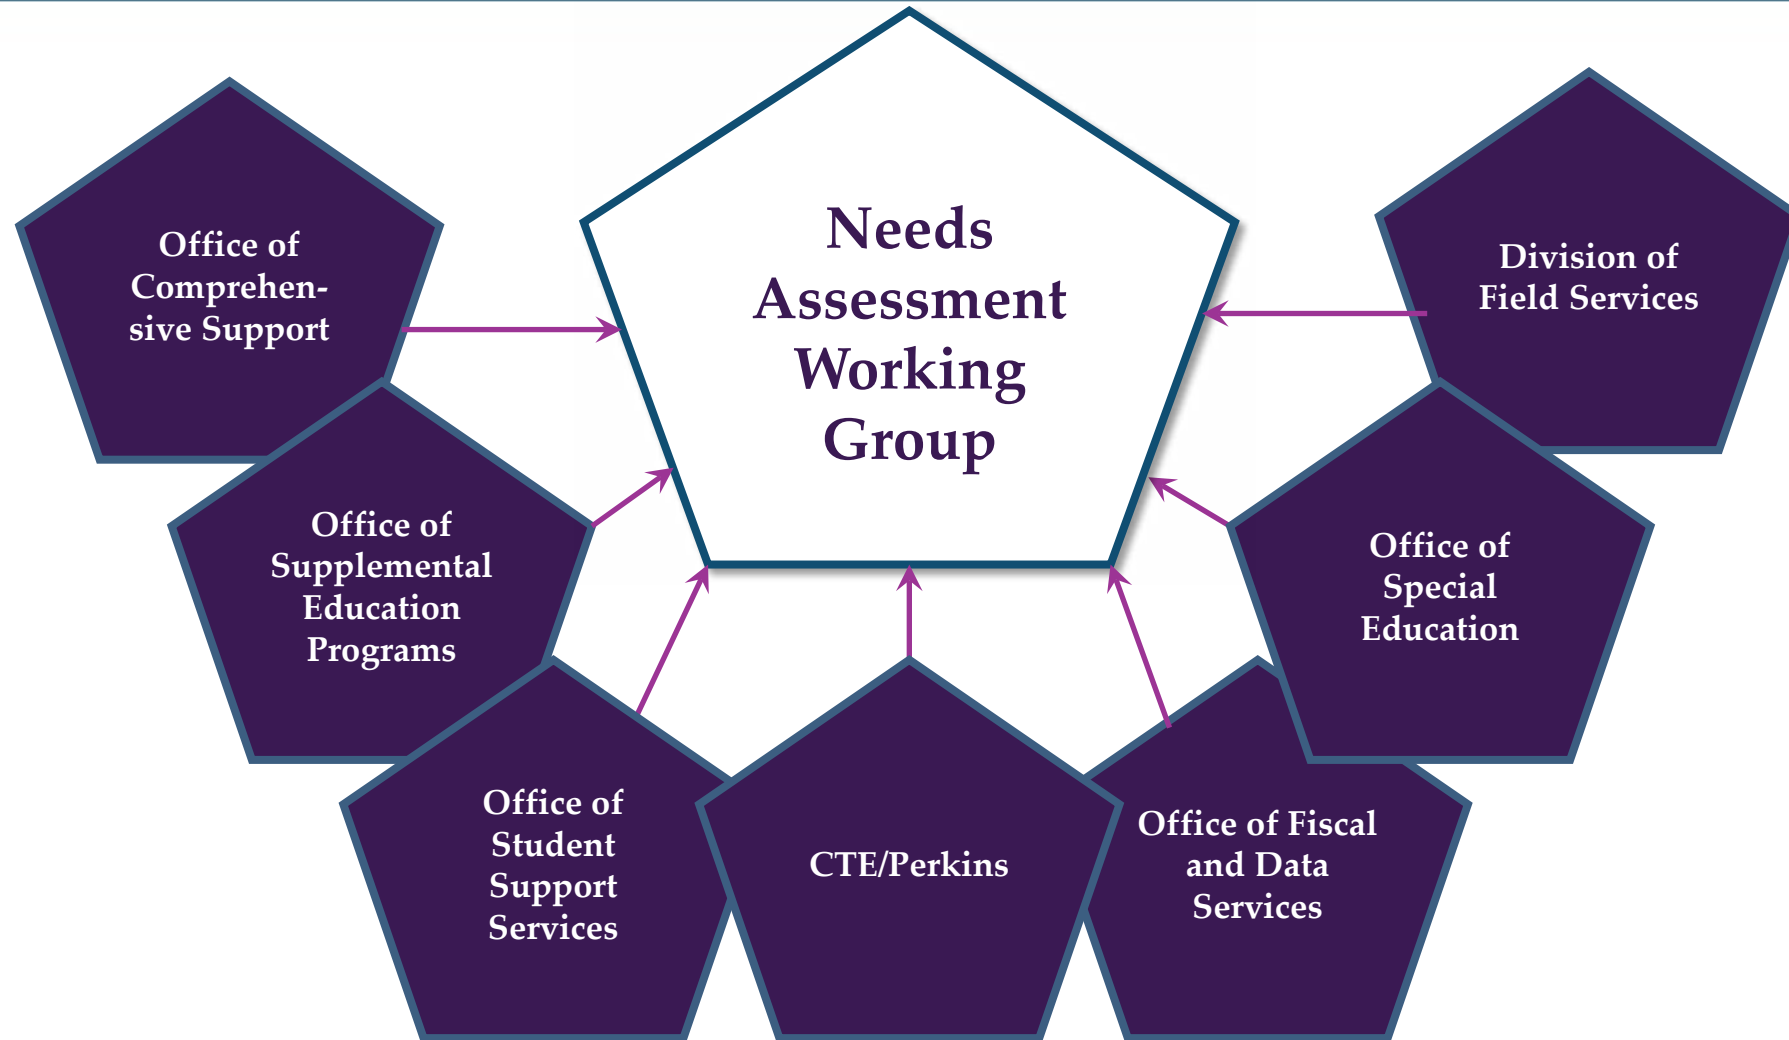 Needs
Assessment
Working
Group
Office of
Comprehen-
sive Support
Division of
Field Services
Office of
Supplemental
Education
Programs
Office of
Special
Education
Office of
Student
Support
Services
CTE/Perkins
Office of Fiscal
and Data
Services